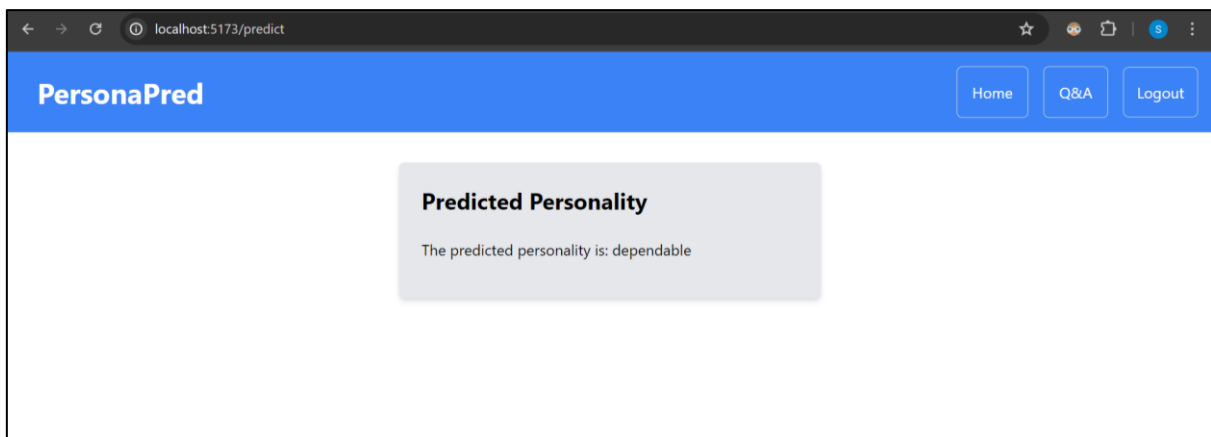 localhost:5173/predict
S
PersonaPred
Home
Q&A
Logout
Predicted Personality
The predicted personality is: dependable